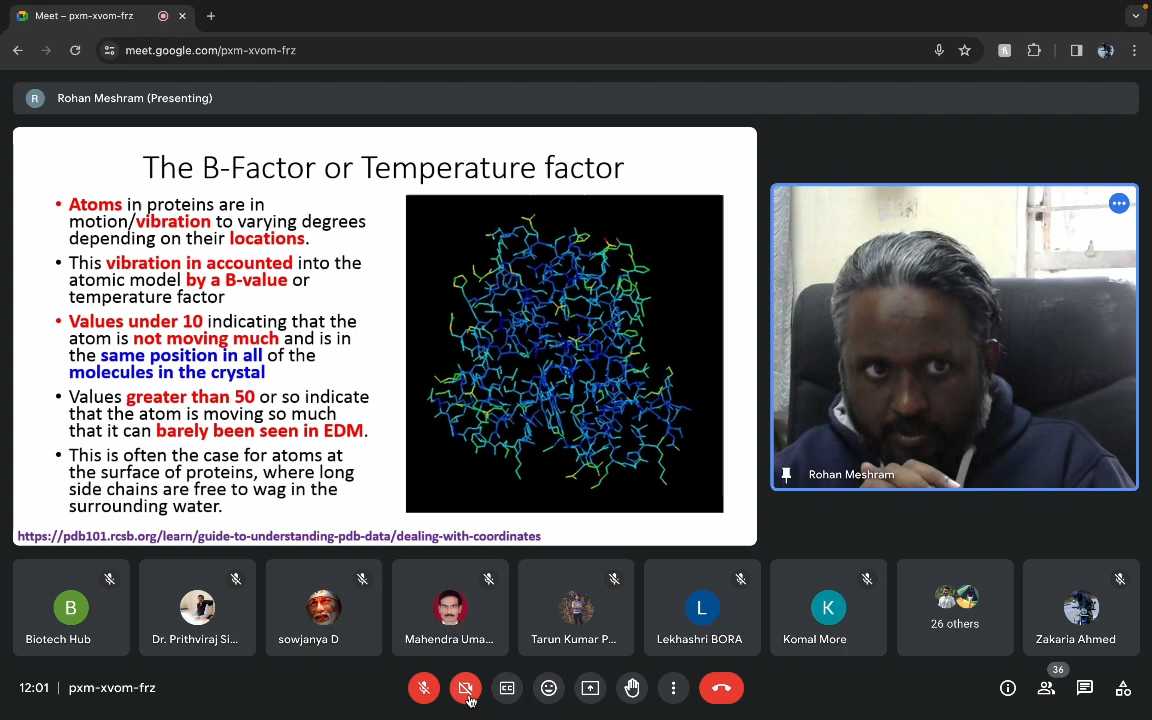 Meet – pxm-xvom-frz
meet.google.com/pxm-xvom-frz
R
Rohan Meshram (Presenting)
The B-Factor or Temperature factor
• Atoms in proteins are in
motion/vibration to varying degrees
depending on their locations.
• This vibration in accounted into the
atomic model by a B-value or
temperature factor
• Values under 10 indicating that the
atom is not moving much and is in
the same position in all of the
molecules in the crystal
• Values greater than 50 or so indicate
that the atom is moving so much
that it can barely been seen in EDM.
• This is often the case for atoms at
the surface of proteins, where long
side chains are free to wag in the
surrounding water.
https://pdb101.rcsb.org/learn/guide-to-understanding-pdb-data/dealing-with-coordinates
Rohan Meshram
B
Biotech Hub
Dr. Prithviraj Si...
sowjanya D
Mahendra Uma...
Tarun Kumar P...
L
Lekhashri BORA
K
Komal More
26 others
Zakaria Ahmed
12:01 | pxm-xvom-frz
CC
36